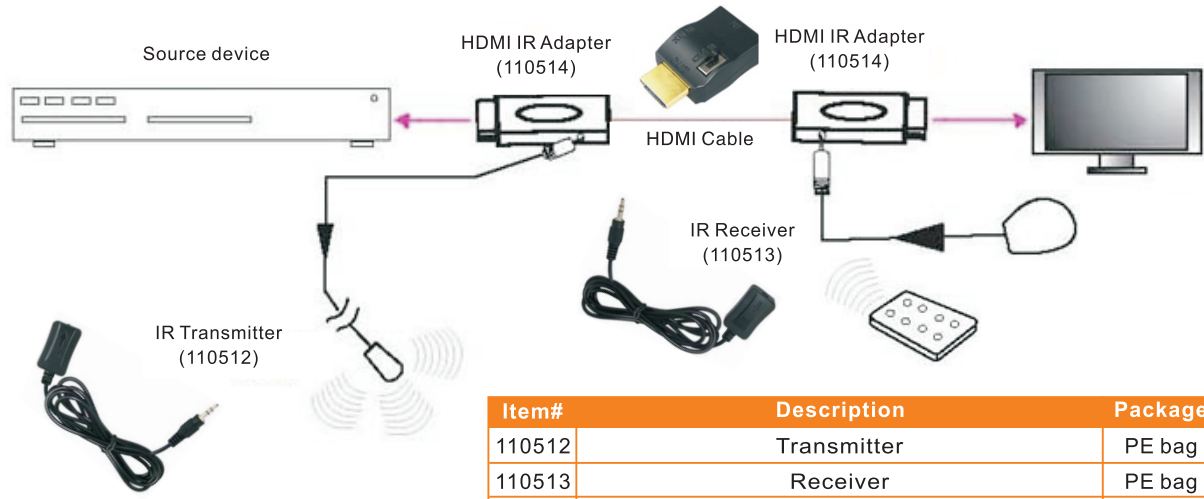 Source device
HDMI IR Adapter
(110514)
HDMI IR Adapter
(110514)
HDMI Cable
IR Receiver
(110513)
IR Transmitter
(110512)
Item# Description Package
110512 Transmitter PE bag
110513 Receiver PE bag